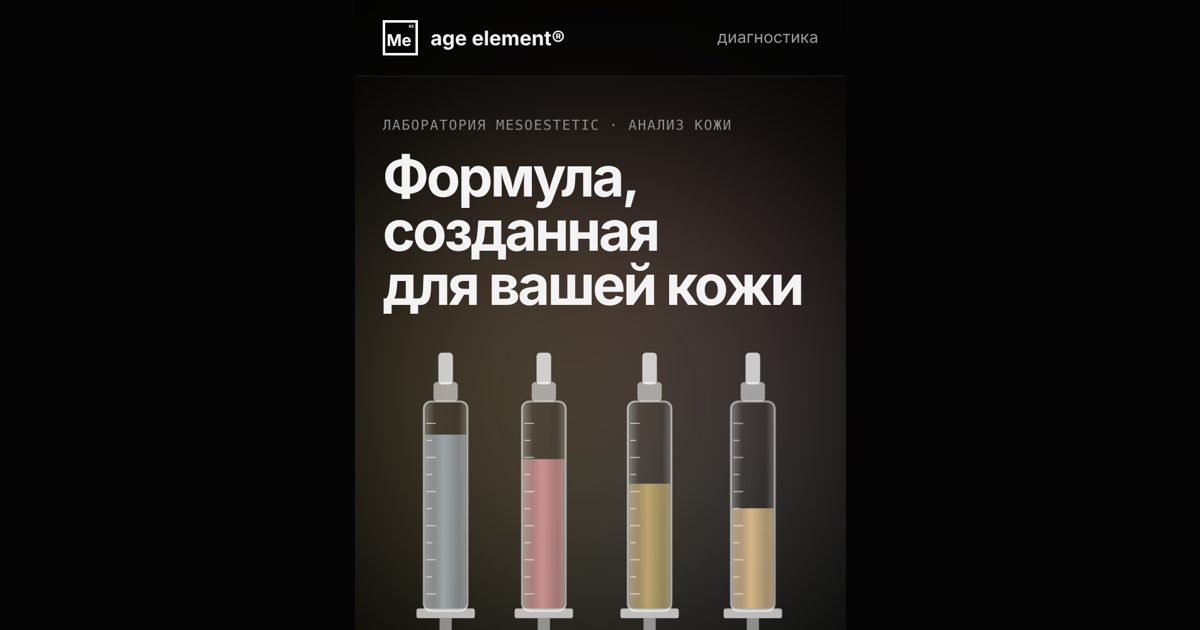 Me
age element®
диагностика
ЛАБОРАТОРИЯ MESOESTETIC · АНАЛИЗ КОЖИ
Формула,
созданная
для вашей кожи